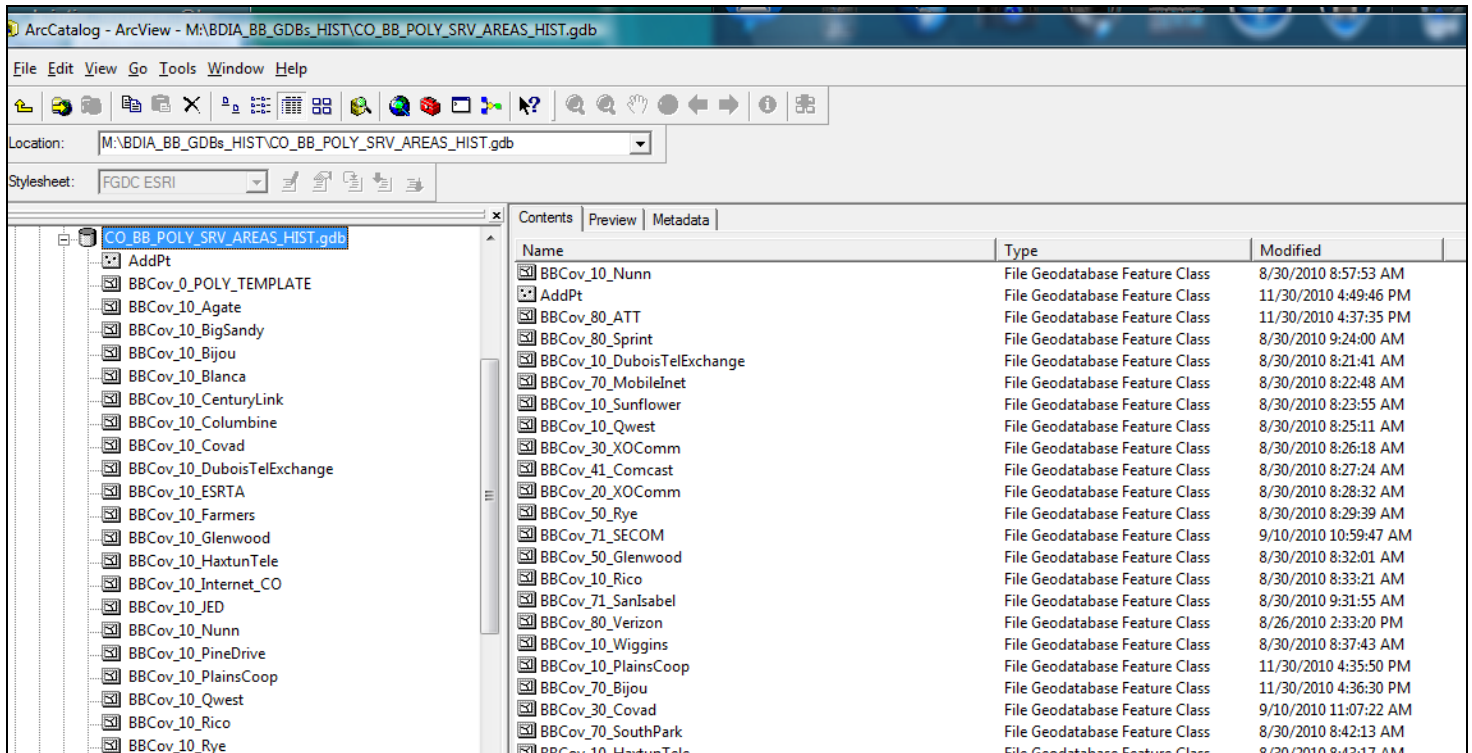 ArcCatalog - ArcView - M:\BDIA_BB_GDBs_HIST\CO_BB_POLY_SRV_AREAS_HIST.gdb
File Edit View Go Tools Window Help
Location: M:\BDIA_BB_GDBs_HIST\CO_BB_POLY_SRV_AREAS_HIST.gdb
Stylesheet: FGDC ESRI
CO_BB_POLY_SRV_AREAS_HIST.gdb
AddPt
BBCov_0_POLY_TEMPLATE
BBCov_10_Agate
BBCov_10_BigSandy
BBCov_10_Bijou
BBCov_10_Blanca
BBCov_10_CenturyLink
BBCov_10_Columbine
BBCov_10_Covad
BBCov_10_DuboisTelExchange
BBCov_10_ESRTA
BBCov_10_Farmers
BBCov_10_Glenwood
BBCov_10_HaxtunTele
BBCov_10_Internet_CO
BBCov_10_JED
BBCov_10_Nunn
BBCov_10_PineDrive
BBCov_10_PlainsCoop
BBCov_10_Qwest
BBCov_10_Rico
BBCov_10_Rye
Contents Preview Metadata
Name Type Modified
BBCov_10_Nunn File Geodatabase Feature Class 8/30/2010 8:57:53 AM
AddPt File Geodatabase Feature Class 11/30/2010 4:49:46 PM
BBCov_80_ATT File Geodatabase Feature Class 11/30/2010 4:37:35 PM
BBCov_80_Sprint File Geodatabase Feature Class 8/30/2010 9:24:00 AM
BBCov_10_DuboisTelExchange File Geodatabase Feature Class 8/30/2010 8:21:41 AM
BBCov_70_MobileInet File Geodatabase Feature Class 8/30/2010 8:22:48 AM
BBCov_10_Sunflower File Geodatabase Feature Class 8/30/2010 8:23:55 AM
BBCov_10_Qwest File Geodatabase Feature Class 8/30/2010 8:25:11 AM
BBCov_30_XOComm File Geodatabase Feature Class 8/30/2010 8:26:18 AM
BBCov_41_Comcast File Geodatabase Feature Class 8/30/2010 8:27:24 AM
BBCov_20_XOComm File Geodatabase Feature Class 8/30/2010 8:28:32 AM
BBCov_50_Rye File Geodatabase Feature Class 8/30/2010 8:29:39 AM
BBCov_71_SECOM File Geodatabase Feature Class 9/10/2010 10:59:47 AM
BBCov_50_Glenwood File Geodatabase Feature Class 8/30/2010 8:32:01 AM
BBCov_10_Rico File Geodatabase Feature Class 8/30/2010 8:33:21 AM
BBCov_71_SanIsabel File Geodatabase Feature Class 8/30/2010 9:31:55 AM
BBCov_80_Verizon File Geodatabase Feature Class 8/26/2010 2:33:20 PM
BBCov_10_Wiggins File Geodatabase Feature Class 8/30/2010 8:37:43 AM
BBCov_10_PlainsCoop File Geodatabase Feature Class 11/30/2010 4:35:50 PM
BBCov_70_Bijou File Geodatabase Feature Class 11/30/2010 4:36:30 PM
BBCov_30_Covad File Geodatabase Feature Class 9/10/2010 11:07:22 AM
BBCov_70_SouthPark File Geodatabase Feature Class 8/30/2010 8:42:13 AM
BBCov_10_HaxtunTele File Geodatabase Feature Class 8/30/2010 8:43:17 AM